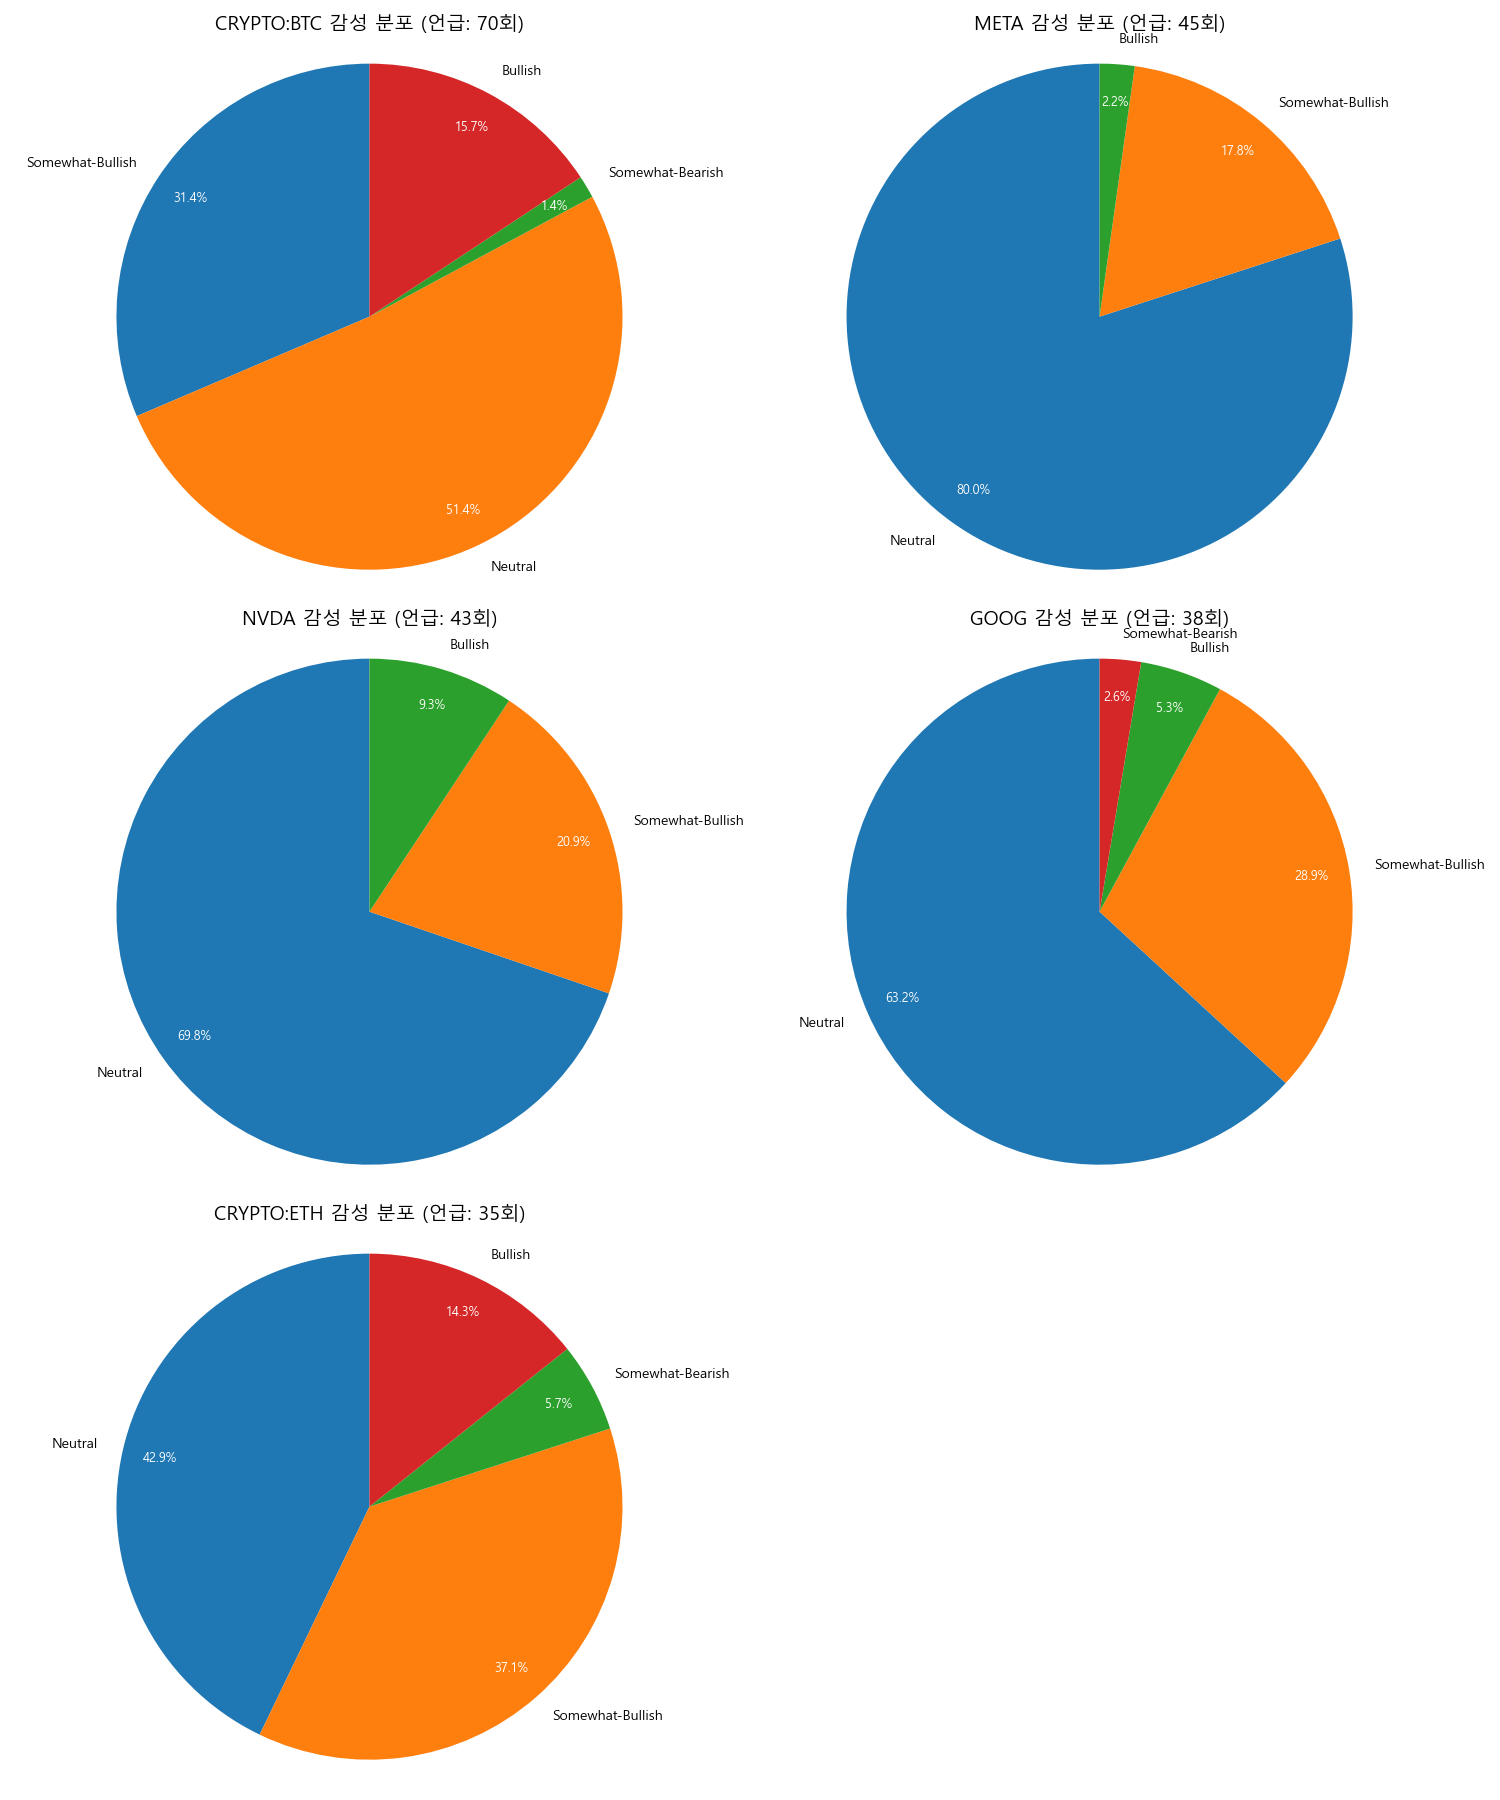 CRYPTO:BTC 감성 분포 (언급: 70회)
Bullish
15.7%
Somewhat-Bearish
1.4%
Somewhat-Bullish
31.4%
51.4%
Neutral
META 감성 분포 (언급: 45회)
Bullish
2.2%
Somewhat-Bullish
17.8%
80.0%
Neutral
NVDA 감성 분포 (언급: 43회)
Bullish
9.3%
Somewhat-Bullish
20.9%
69.8%
Neutral
GOOG 감성 분포 (언급: 38회)
Somewhat-Bearish
Bullish
2.6%
5.3%
Somewhat-Bullish
28.9%
63.2%
Neutral
CRYPTO:ETH 감성 분포 (언급: 35회)
Bullish
14.3%
Somewhat-Bearish
5.7%
Neutral
42.9%
37.1%
Somewhat-Bullish